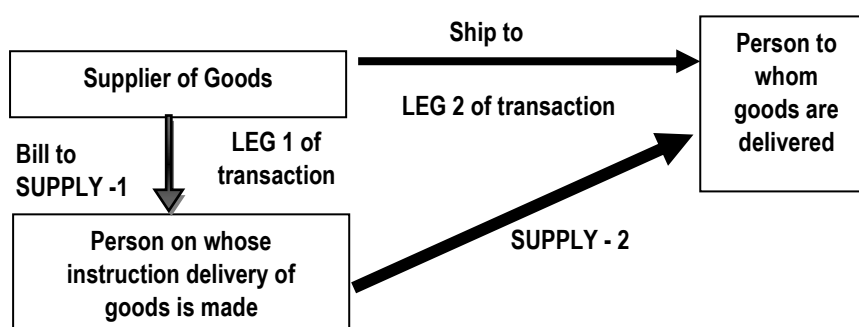 Ship to
Supplier of Goods
Person to
whom
goods are
delivered
LEG 2 of transaction
LEG 1 of
transaction
Bill to
SUPPLY -1
Person on whose
instruction delivery of
goods is made
SUPPLY - 2